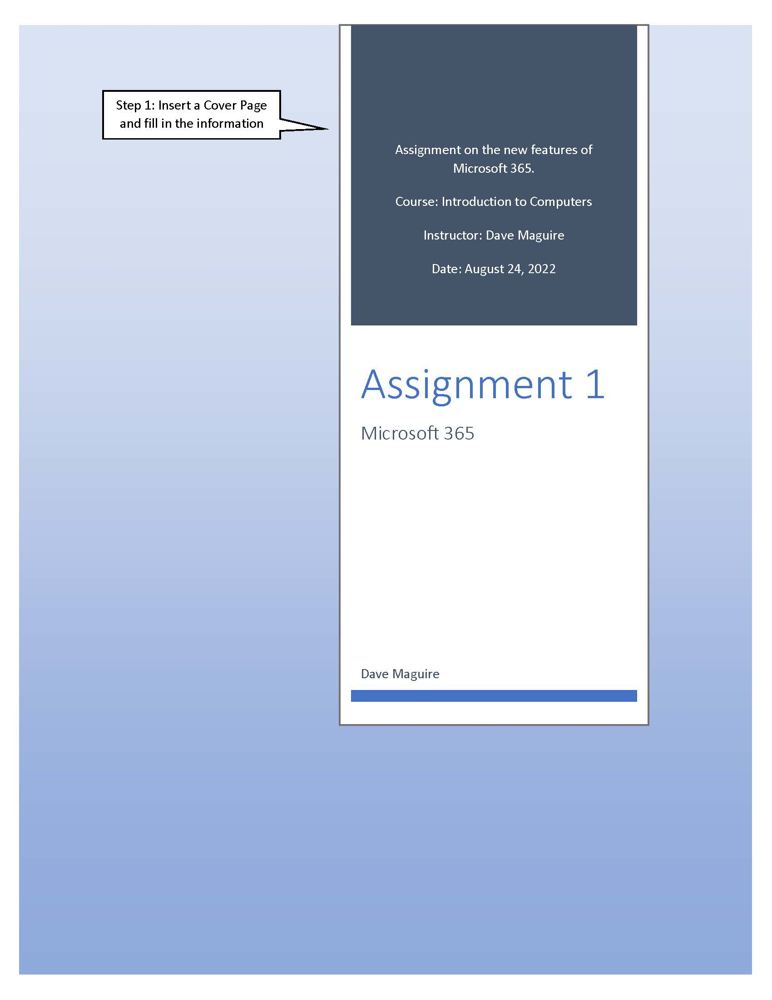 Step 1: Insert a Cover Page
and fill in the information
Assignment on the new features of
Microsoft 365.
Course: Introduction to Computers
Instructor: Dave Maguire
Date: August 24, 2022
Assignment 1
Microsoft 365
Dave Maguire